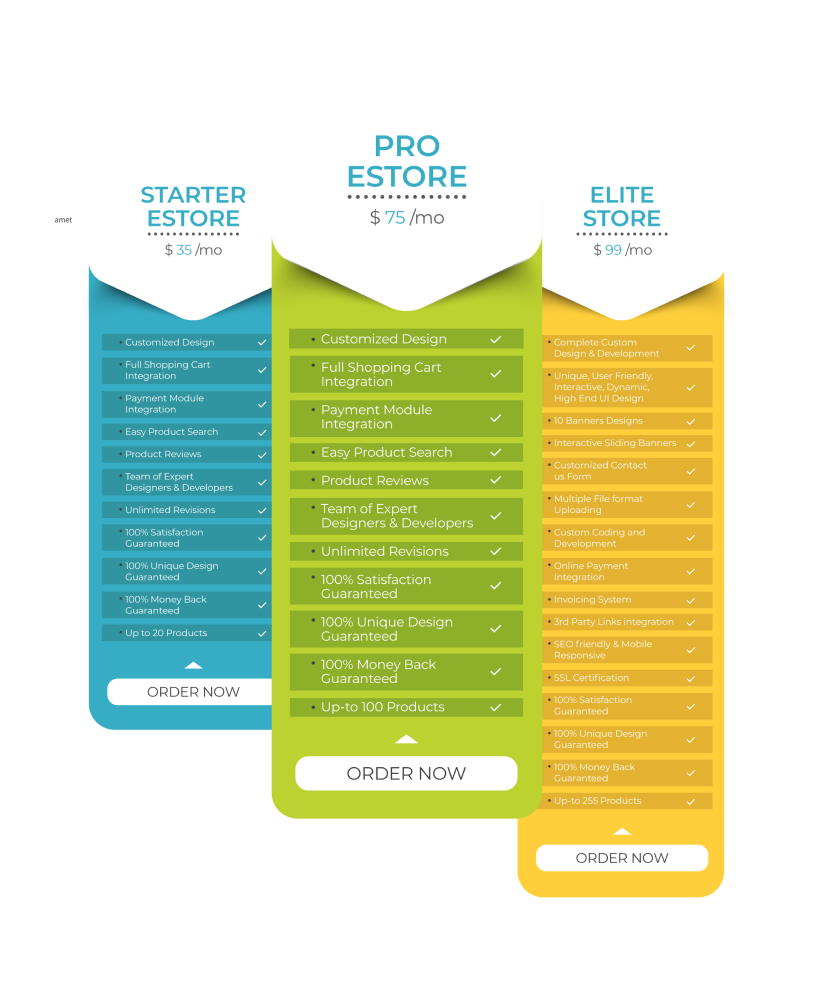 amet
STARTER
ESTORE
$ 35 /mo
• Customized Design
• Full Shopping Cart
Integration
• Payment Module
Integration
• Easy Product Search
• Product Reviews
• Team of Expert
Designers & Developers
• Unlimited Revisions
• 100% Satisfaction
Guaranteed
• 100% Unique Design
Guaranteed
• 100% Money Back
Guaranteed
• Up to 20 Products
ORDER NOW
PRO
ESTORE
$ 75 /mo
• Customized Design
• Full Shopping Cart
Integration
• Payment Module
Integration
• Easy Product Search
• Product Reviews
• Team of Expert
Designers & Developers
• Unlimited Revisions
• 100% Satisfaction
Guaranteed
• 100% Unique Design
Guaranteed
• 100% Money Back
Guaranteed
• Up-to 100 Products
ORDER NOW
ELITE
STORE
$ 99 /mo
• Complete Custom
Design & Development
• Unique, User Friendly,
Interactive, Dynamic,
High End UI Design
• 10 Banners Designs
• Interactive Sliding Banners
• Customized Contact
us Form
• Multiple File format
Uploading
• Custom Coding and
Development
• Online Payment
Integration
• Invoicing System
• 3rd Party Links integration
• SEO friendly & Mobile
Responsive
• SSL Certification
• 100% Satisfaction
Guaranteed
• 100% Unique Design
Guaranteed
• 100% Money Back
Guaranteed
• Up-to 255 Products
ORDER NOW